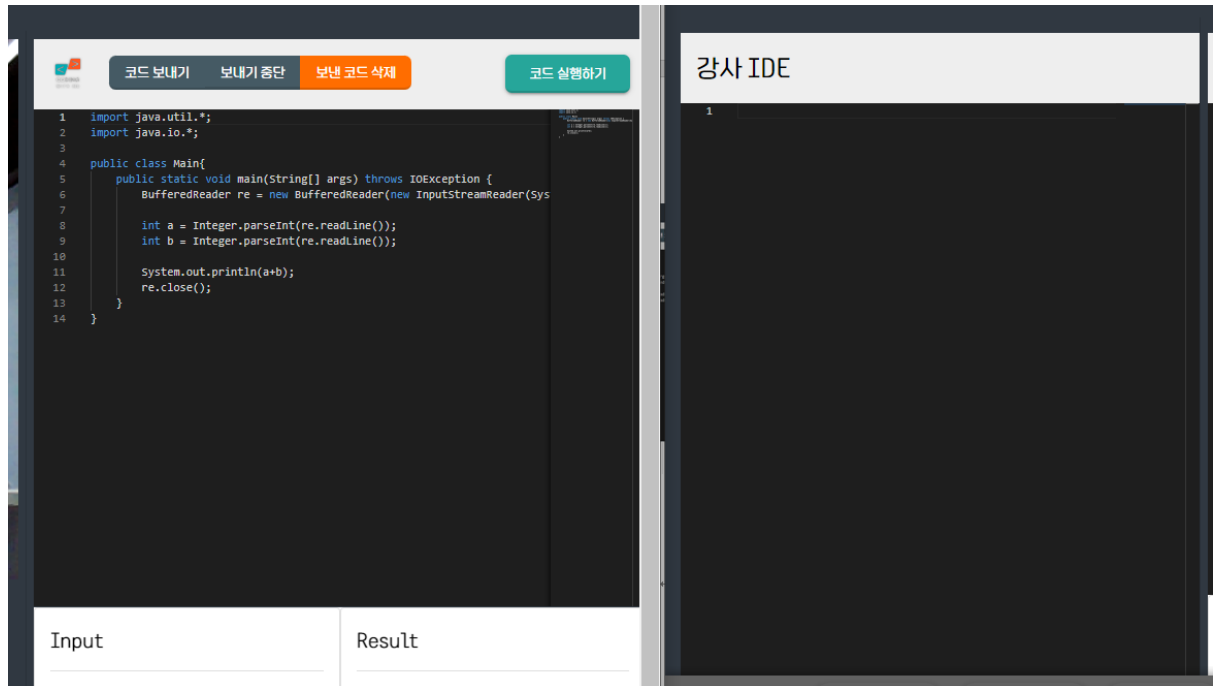 코드 보내기 보내기 중단 보낸 코드 삭제 코드 실행하기
1 import java.util.*;
2 import java.io.*;
3
4 public class Main{
5     public static void main(String[] args) throws IOException {
6         BufferedReader re = new BufferedReader(new InputStreamReader(Sys
7
8         int a = Integer.parseInt(re.readLine());
9         int b = Integer.parseInt(re.readLine());
10
11         System.out.println(a+b);
12         re.close();
13     }
14 }
Input
Result
강사 IDE
1